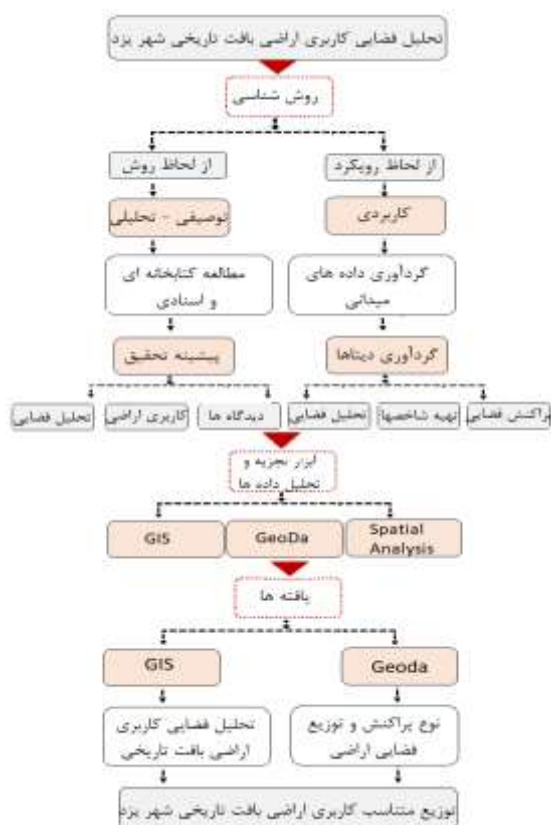 تحلیل فضایی کاربری اراضی بافت تاریخی شهر یزد
روش شناسی
از لحاظ رویکرد
از لحاظ روش
کاربردی
توصیفی - تحلیلی
گردآوری داده های
میدانی
مطالعه کتابخانه ای
و اسنادی
گردآوری دیتاها
پیشینه تحقیق
پراکنش فضایی
تهیه شاخصها
تحلیل فضایی
دیدگاه ها
کاربری اراضی
تحلیل فضایی
ابزار تجزیه و
تحلیل داده ها
GIS
GeoDa
Spatial
Analysis
یافته ها
GIS
Geoda
نوع پراکنش و توزیع
فضایی اراضی
تحلیل فضایی کاربری
اراضی بافت تاریخی
توزیع متناسب کاربری اراضی بافت تاریخی شهر یزد